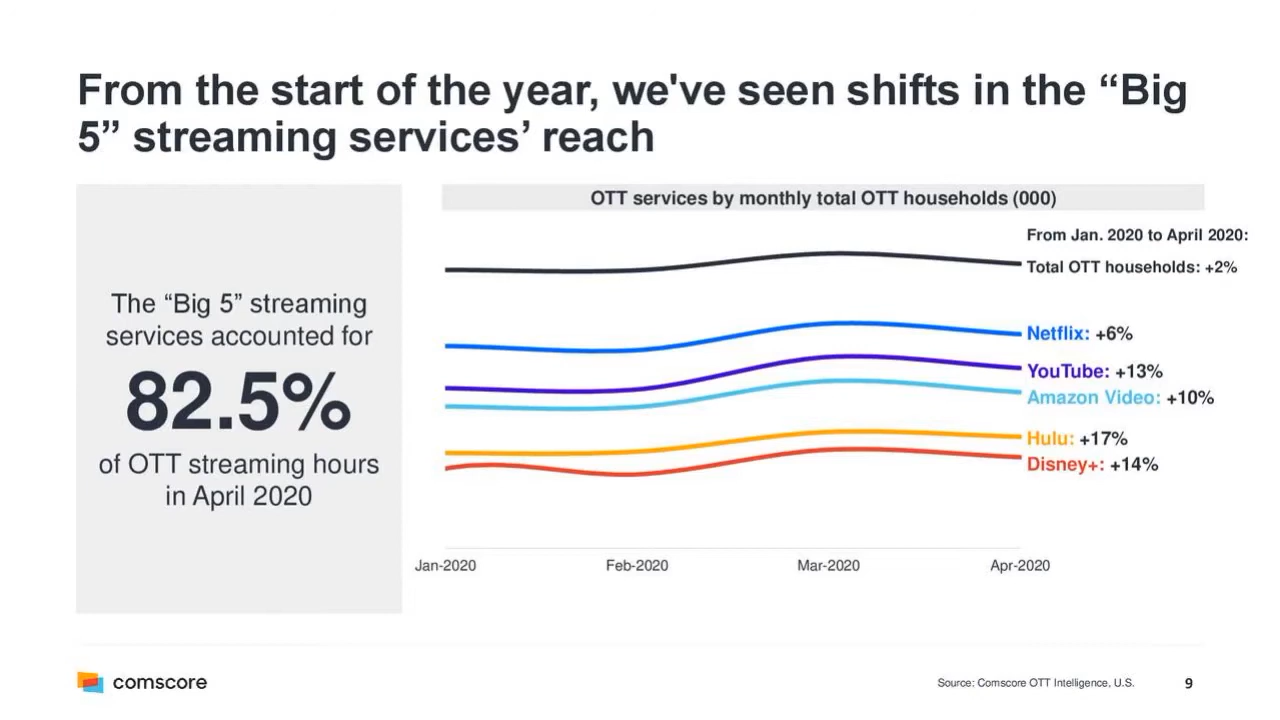 From the start of the year, we've seen shifts in the “Big
5” streaming services’ reach
The “Big 5” streaming
services accounted for
82.5%
of OTT streaming hours
in April 2020
OTT services by monthly total OTT households (000)
From Jan. 2020 to April 2020:
Total OTT households: +2%
Netflix: +6%
YouTube: +13%
Amazon Video: +10%
Hulu: +17%
Disney+: +14%
Jan-2020 Feb-2020 Mar-2020 Apr-2020
comscore
Source: Comscore OTT Intelligence, U.S. 9